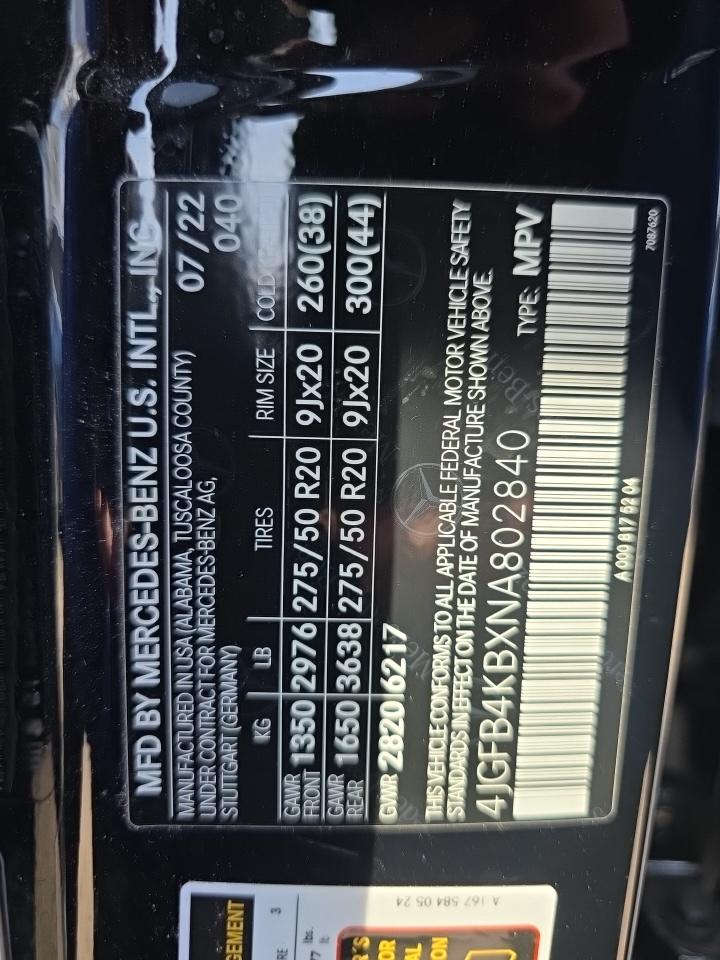 MFD BY MERCEDES-BENZ U.S. INTL., INC.
MANUFACTURED IN USA (ALABAMA, TUSCALOOSA COUNTY) 07/22
UNDER CONTRACT FOR MERCEDES-BENZ AG, 040
STUTTGART (GERMANY)
KG LB TIRES RIM SIZE COLD
GAWR FRONT 1350 2976 275/50 R20 9Jx20 260(38)
GAWR REAR 1650 3638 275/50 R20 9Jx20 300(44)
GVWR 2820 6217
THIS VEHICLE CONFORMS TO ALL APPLICABLE FEDERAL MOTOR VEHICLE SAFETY
STANDARDS IN EFFECT ON THE DATE OF MANUFACTURE SHOWN ABOVE.
4JGFB4KBXNA802840 TYPE: MPV
A 000 817 52 04
7087620
A 167 584 05 24
3
lbs.